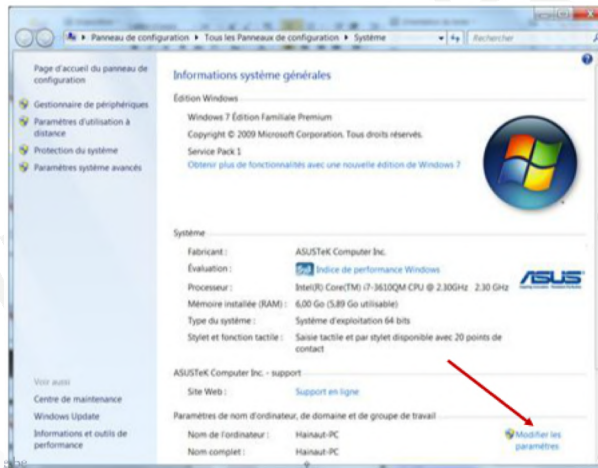 Panneau de configuration ▸ Tous les Panneaux de configuration ▸ Système
Rechercher
Page d'accueil du panneau de
configuration
Gestionnaire de périphériques
Paramètres d'utilisation à
distance
Protection du système
Paramètres système avancés
Informations système générales
Édition Windows
Windows 7 Édition Familiale Premium
Copyright © 2009 Microsoft Corporation. Tous droits réservés.
Service Pack 1
Obtenir plus de fonctionnalités avec une nouvelle édition de Windows 7
Système
Fabricant : ASUSTeK Computer Inc.
Évaluation : Indice de performance Windows
Processeur : Intel(R) Core(TM) i7-3610QM CPU @ 2.30GHz 2.30 GHz
Mémoire installée (RAM) : 6,00 Go (5,89 Go utilisable)
Type du système : Système d'exploitation 64 bits
Stylet et fonction tactile : Saisie tactile et par stylet disponible avec 20 points de
contact
ASUS
ASUSTeK Computer Inc. - support
Site Web : Support en ligne
Paramètres de nom d'ordinateur, de domaine et de groupe de travail
Nom de l'ordinateur : Hainaut-PC
Nom complet : Hainaut-PC
Modifier les
paramètres
Voir aussi
Centre de maintenance
Windows Update
Informations et outils de
performance